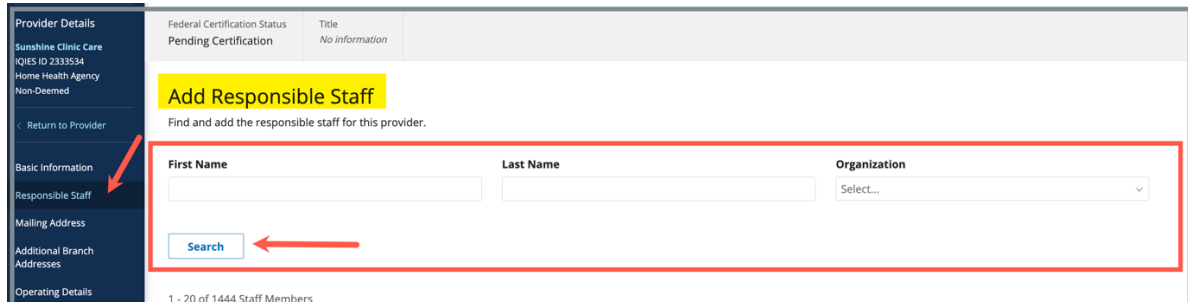 Provider Details
Sunshine Clinic Care
IQIES ID 2333534
Home Health Agency
Non-Deemed
< Return to Provider
Basic Information
Responsible Staff
Mailing Address
Additional Branch
Addresses
Operating Details
Federal Certification Status
Pending Certification
Title
No information
Add Responsible Staff
Find and add the responsible staff for this provider.
First Name
Last Name
Organization
Select...
Search
1 - 20 of 1444 Staff Members